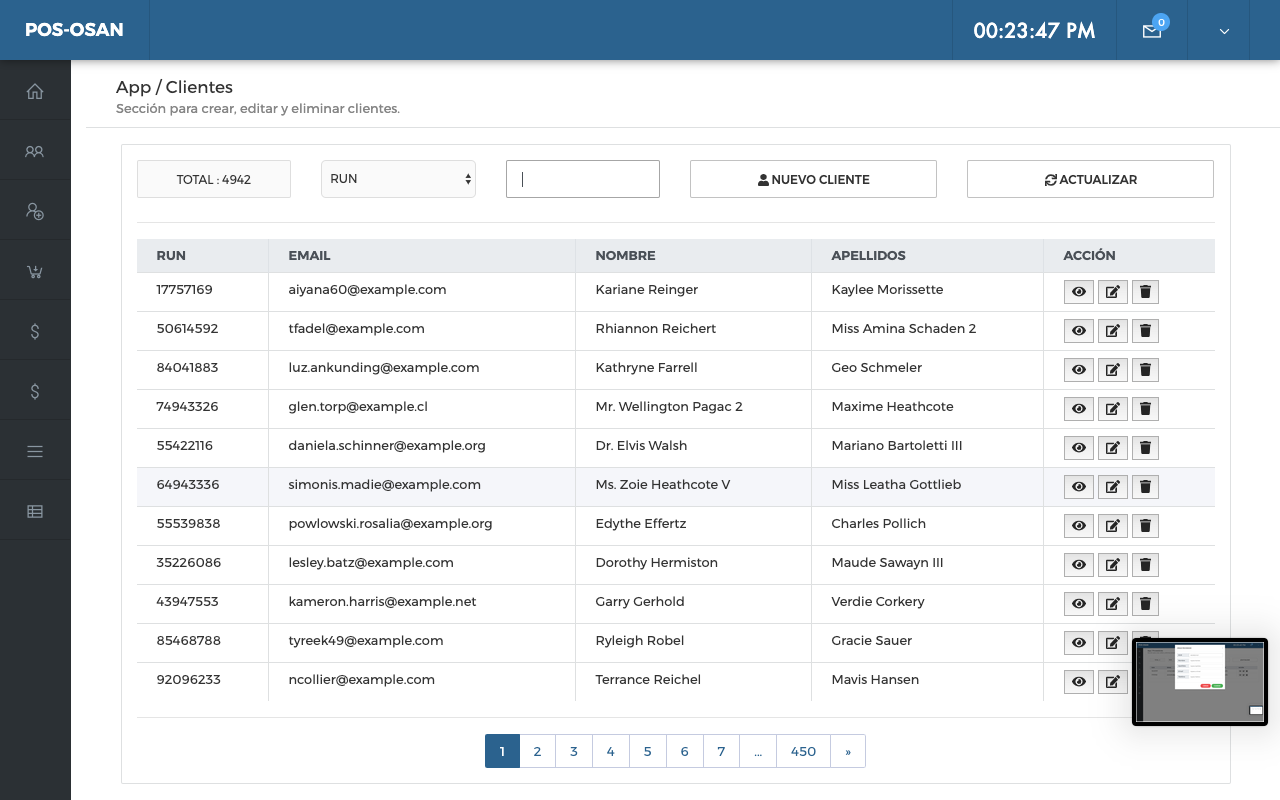 POS-OSAN
00:23:47 PM
0
App / Clientes
Sección para crear, editar y eliminar clientes.
TOTAL : 4942
RUN
NUEVO CLIENTE
ACTUALIZAR
RUN EMAIL NOMBRE APELLIDOS ACCIÓN
17757169 aiyana60@example.com Kariane Reinger Kaylee Morissette
50614592 tfadel@example.com Rhiannon Reichert Miss Amina Schaden 2
84041883 luz.ankunding@example.com Kathryne Farrell Geo Schmeler
74943326 glen.torp@example.cl Mr. Wellington Pagac 2 Maxime Heathcote
55422116 daniela.schinner@example.org Dr. Elvis Walsh Mariano Bartoletti III
64943336 simonis.madie@example.com Ms. Zoie Heathcote V Miss Leatha Gottlieb
55539838 powlowski.rosalia@example.org Edythe Effertz Charles Pollich
35226086 lesley.batz@example.com Dorothy Hermiston Maude Sawayn III
43947553 kameron.harris@example.net Garry Gerhold Verdie Corkery
85468788 tyreek49@example.com Ryleigh Robel Gracie Sauer
92096233 ncollier@example.com Terrance Reichel Mavis Hansen
1 2 3 4 5 6 7 ... 450 »